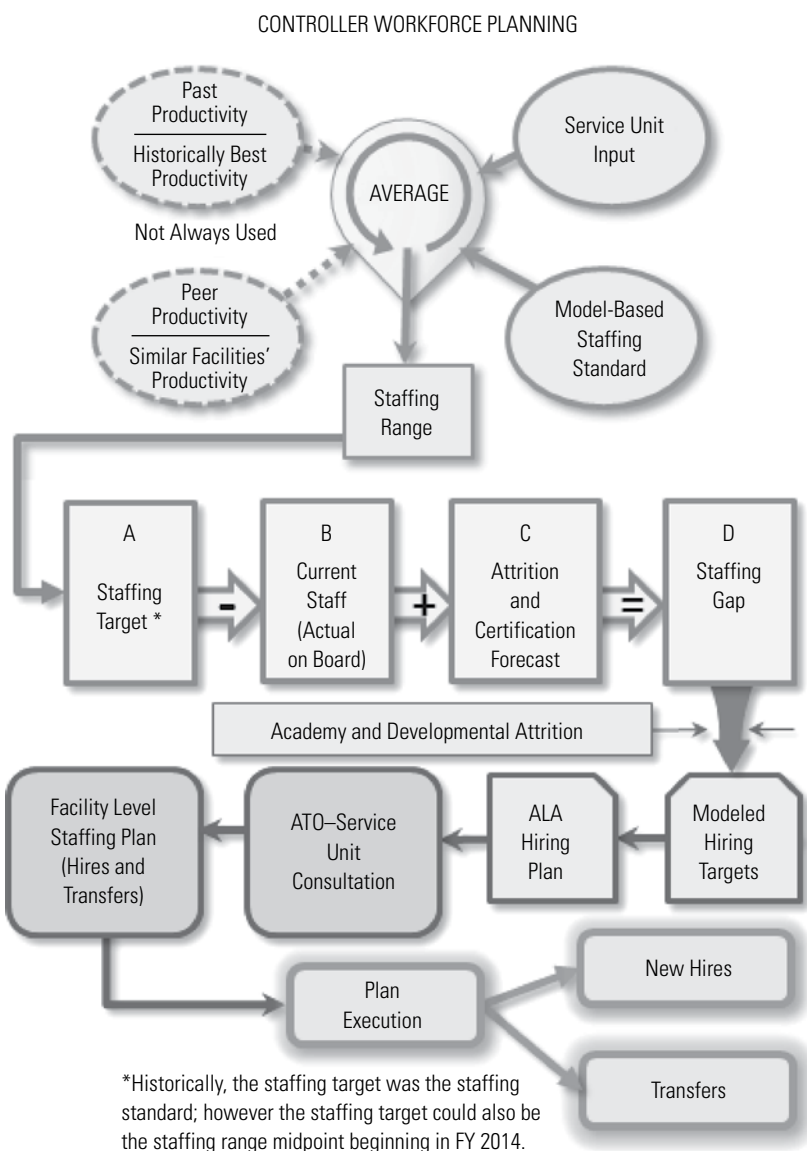 CONTROLLER WORKFORCE PLANNING
Past
Productivity
Historically Best
Productivity
Service Unit
Input
AVERAGE
Not Always Used
Peer
Productivity
Similar Facilities'
Productivity
Model-Based
Staffing
Standard
Staffing
Range
A
Staffing
Target *
-
B
Current
Staff
(Actual
on Board)
+
C
Attrition
and
Certification
Forecast
=
D
Staffing
Gap
Academy and Developmental Attrition
Facility Level
Staffing Plan
(Hires and
Transfers)
ATO–Service
Unit
Consultation
ALA
Hiring
Plan
Modeled
Hiring
Targets
Plan
Execution
New Hires
Transfers
*Historically, the staffing target was the staffing
standard; however the staffing target could also be
the staffing range midpoint beginning in FY 2014.